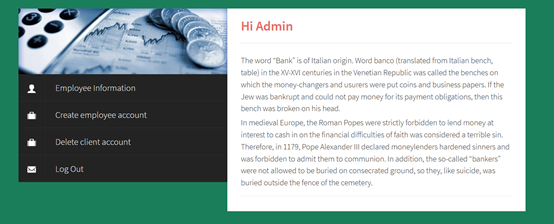 Hi Admin
Employee Information
Create employee account
Delete client account
Log Out
The word "Bank" is of Italian origin. Word banco (translated from Italian bench,
table) in the XV-XVI centuries in the Venetian Republic was called the benches on
which the money-changers and usurers were put coins and business papers. If the
Jew was bankrupt and could not pay money for its payment obligations, then this
bench was broken on his head.
In medieval Europe, the Roman Popes were strictly forbidden to lend money at
interest to cash in on the financial difficulties of faith was considered a terrible sin.
Therefore, in 1179, Pope Alexander III declared moneylenders hardened sinners and
was forbidden to admit them to communion. In addition, the so-called "bankers"
were not allowed to be buried on consecrated ground, so they, like suicide, was
buried outside the fence of the cemetery.